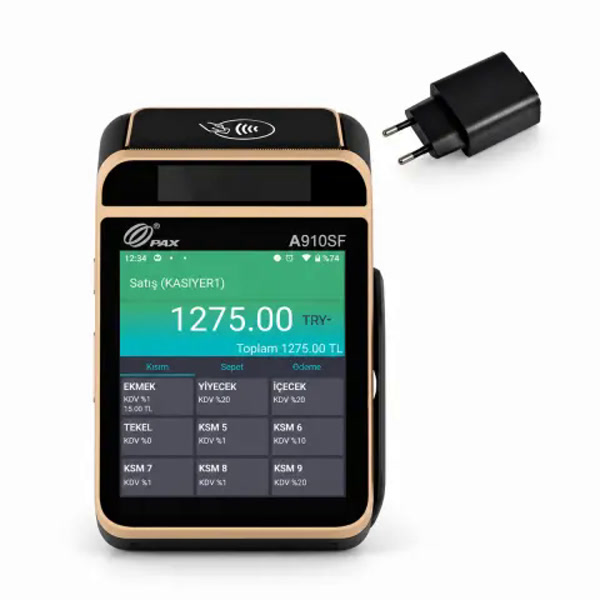 PAX®
A910SF
12:34
%74
Satış (KASIYER1)
1275.00 TRY-
Toplam 1275.00 TL
Kısım Sepet Ödeme
EKMEK YİYECEK İÇECEK
KDV %1 KDV %20 KDV %20
15.00 TL
TEKEL KSM 5 KSM 6
KDV %0 KDV %1 KDV %10
KSM 7 KSM 8 KSM 9
KDV %1 KDV %1 KDV %20